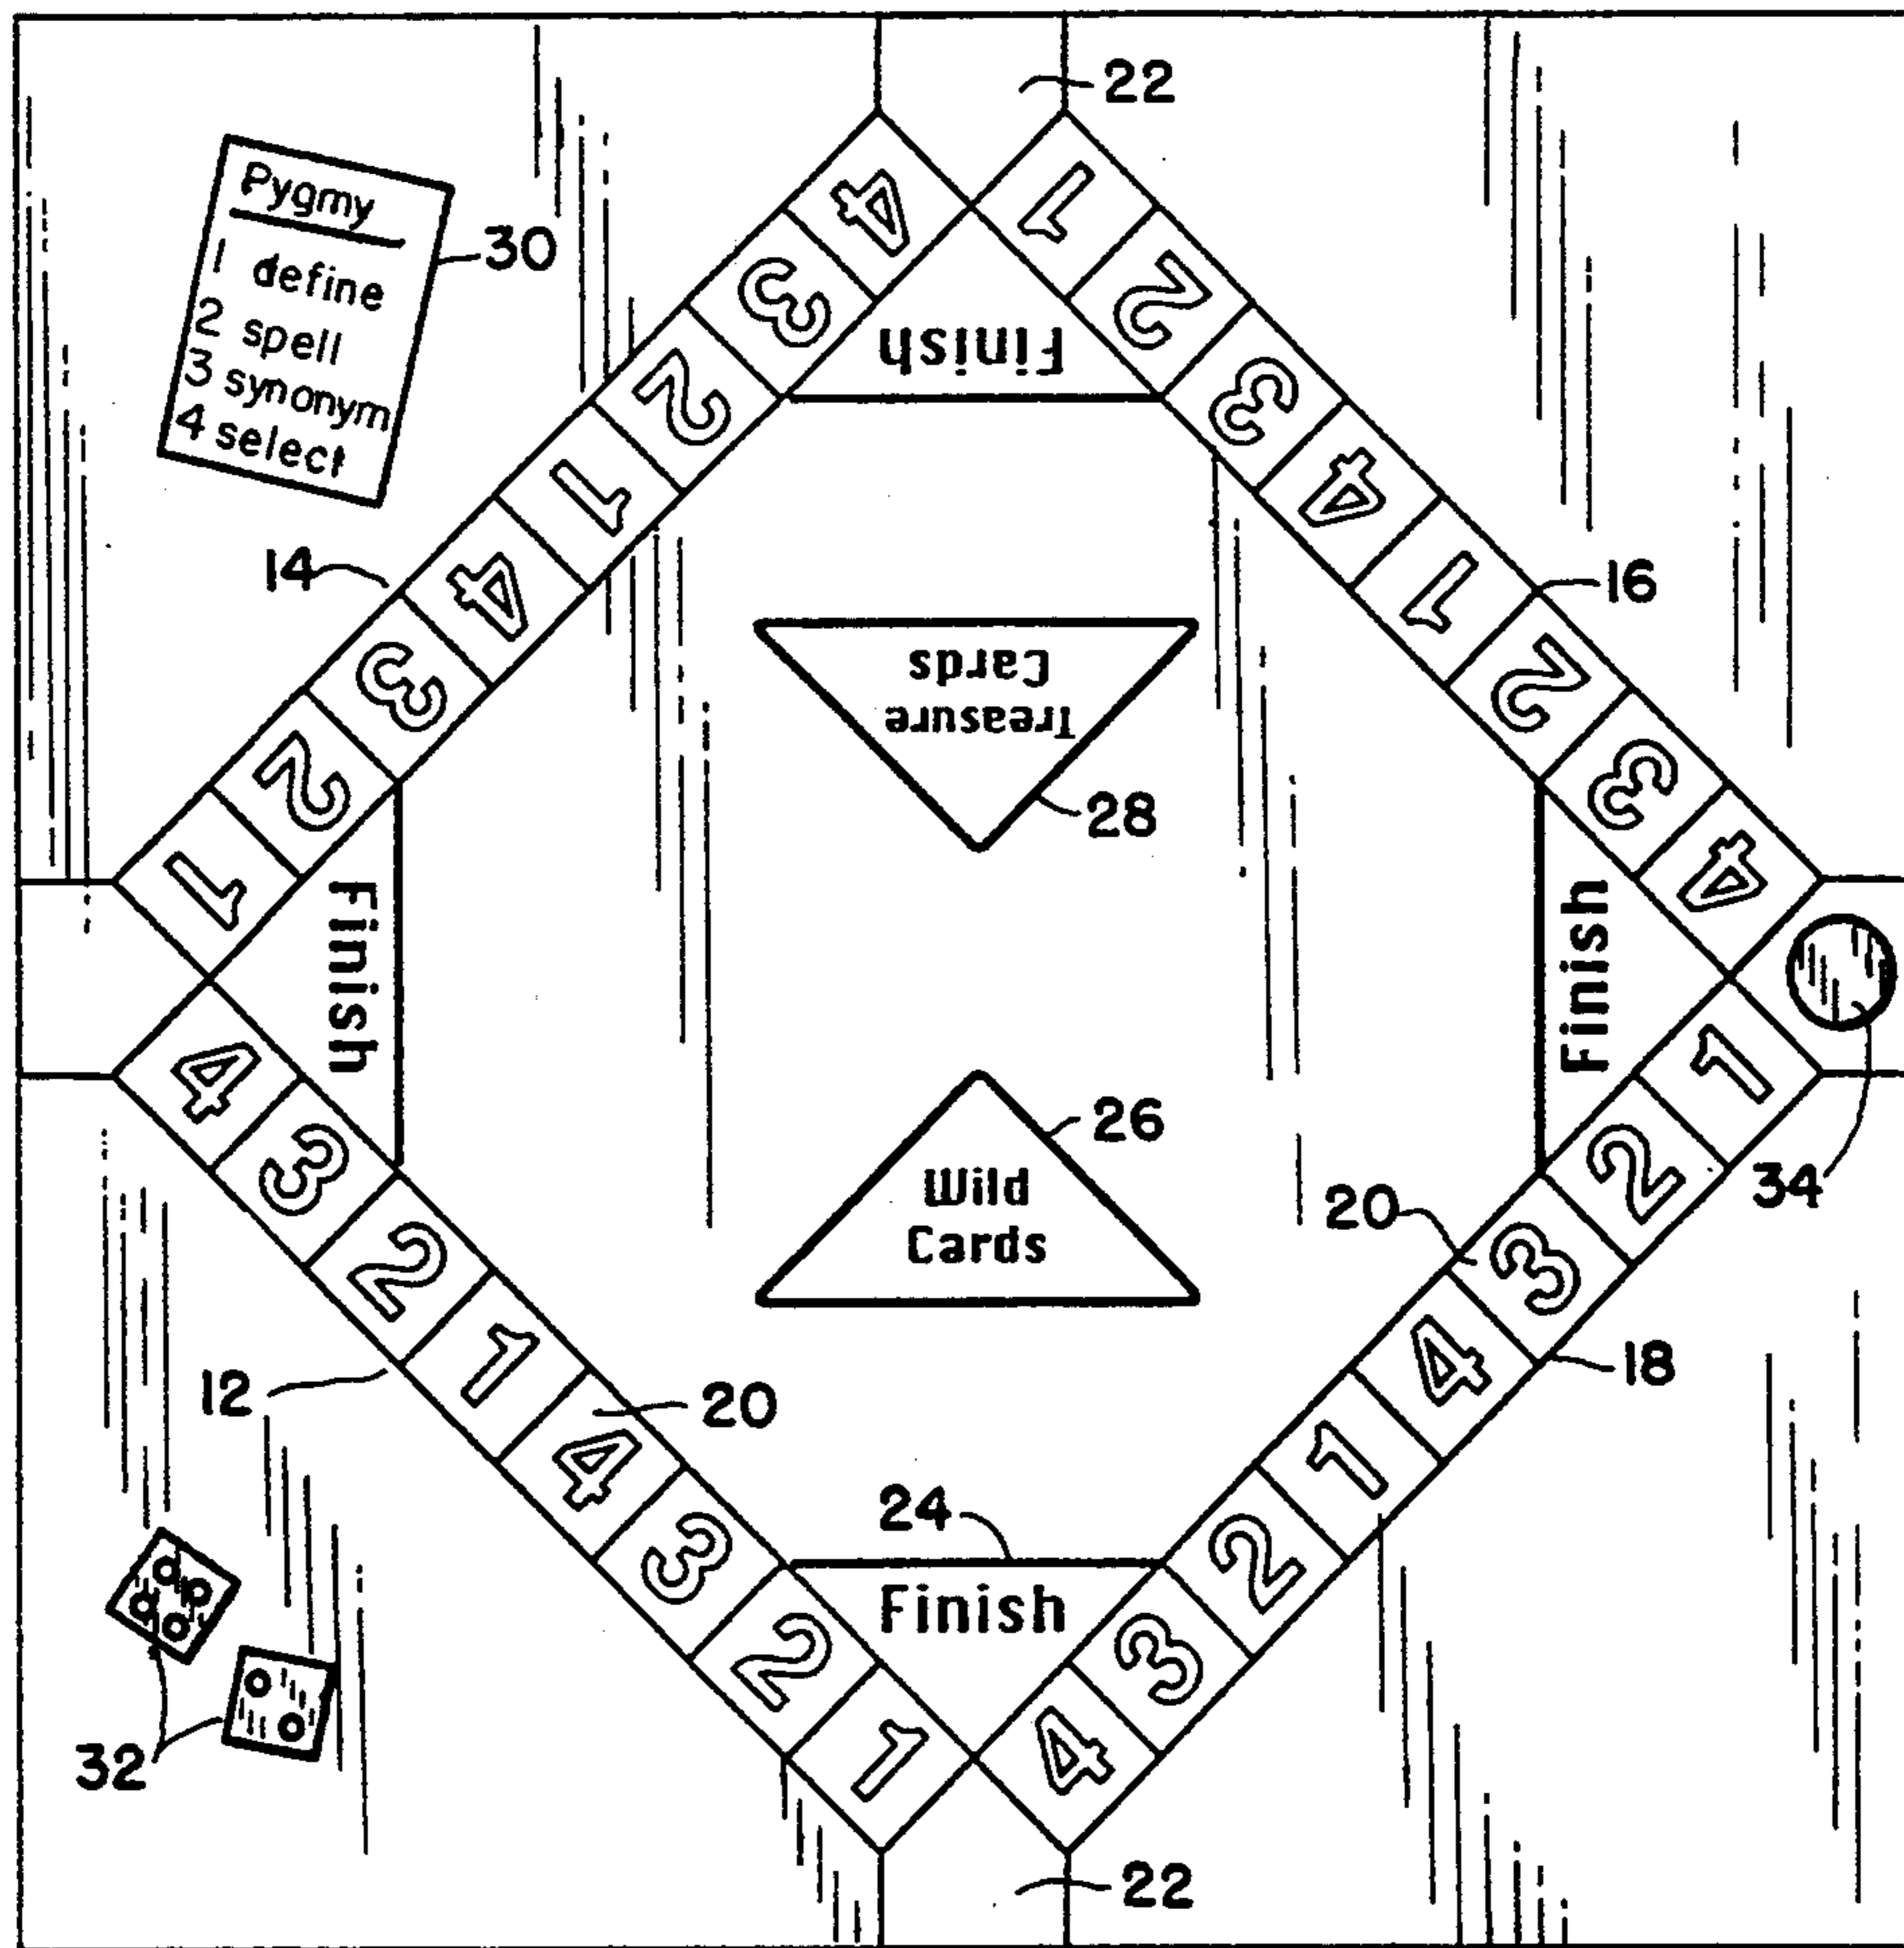 22
Pygmy
1 define
2 spell
3 synonym
4 select
30
4 3 2 1 4 3 2 1
1 2 3 4 1 2 3 4
Finish
14
16
Treasure
Cards
28
Finish
Finish
34
26
Wild
Cards
20
18
4 3 2 1 4 3 2 1
1 2 3 4 1 2 3 4
12
20
24
Finish
32
22